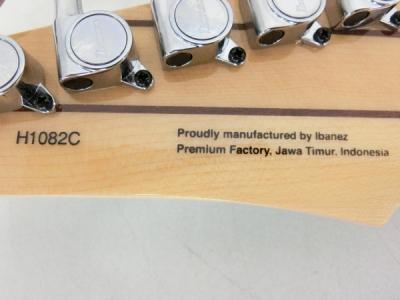 H1082C
Proudly manufactured by Ibanez
Premium Factory, Jawa Timur, Indonesia